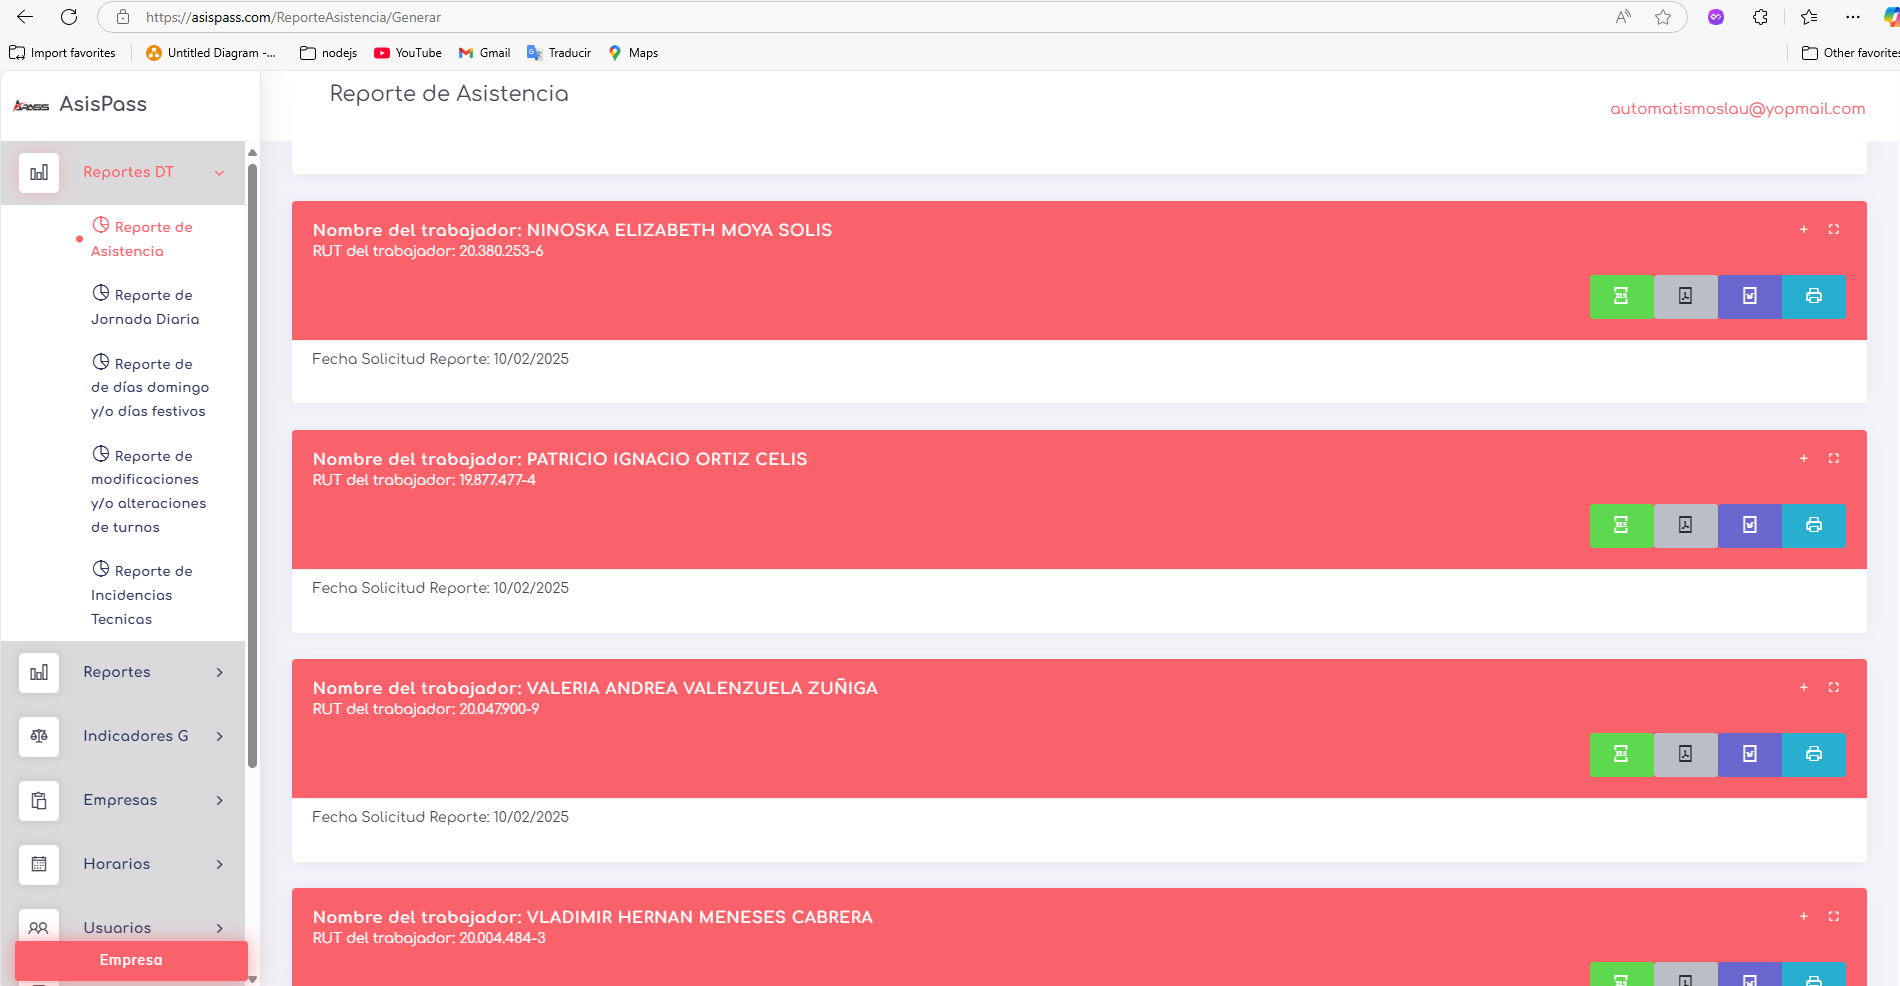 https://asispass.com/ReporteAsistencia/Generar
Import favorites
Untitled Diagram -...
nodejs
YouTube
Gmail
Traducir
Maps
Other favorites
AsisPass
Reporte de Asistencia
automatismoslau@yopmail.com
Reportes DT
Reporte de
Asistencia
Reporte de
Jornada Diaria
Reporte de
de días domingo
y/o días festivos
Reporte de
modificaciones
y/o alteraciones
de turnos
Reporte de
Incidencias
Tecnicas
Reportes
Indicadores G
Empresas
Horarios
Usuarios
Empresa
Nombre del trabajador: NINOSKA ELIZABETH MOYA SOLIS
RUT del trabajador: 20.380.253-6
Fecha Solicitud Reporte: 10/02/2025
Nombre del trabajador: PATRICIO IGNACIO ORTIZ CELIS
RUT del trabajador: 19.877.477-4
Fecha Solicitud Reporte: 10/02/2025
Nombre del trabajador: VALERIA ANDREA VALENZUELA ZUÑIGA
RUT del trabajador: 20.047.900-9
Fecha Solicitud Reporte: 10/02/2025
Nombre del trabajador: VLADIMIR HERNAN MENESES CABRERA
RUT del trabajador: 20.004.484-3